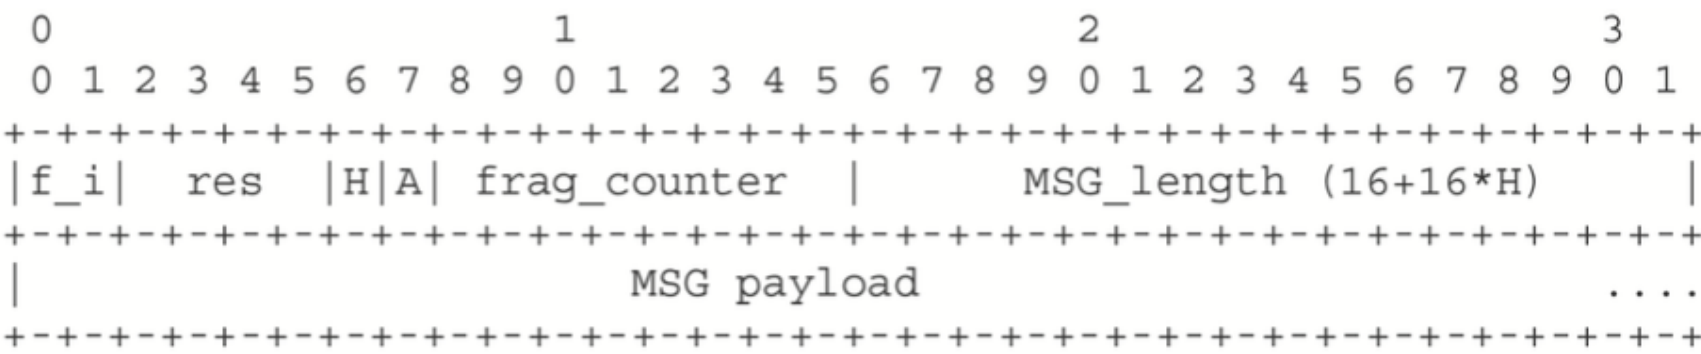 0 1 2 3
0 1 2 3 4 5 6 7 8 9 0 1 2 3 4 5 6 7 8 9 0 1 2 3 4 5 6 7 8 9 0 1
+-+-+-+-+-+-+-+-+-+-+-+-+-+-+-+-+-+-+-+-+-+-+-+-+-+-+-+-+-+-+-+-+
|f_i| res |H|A| frag_counter | MSG_length (16+16*H) |
+-+-+-+-+-+-+-+-+-+-+-+-+-+-+-+-+-+-+-+-+-+-+-+-+-+-+-+-+-+-+-+-+
| MSG payload ....
+-+-+-+-+-+-+-+-+-+-+-+-+-+-+-+-+-+-+-+-+-+-+-+-+-+-+-+-+-+-+-+-+